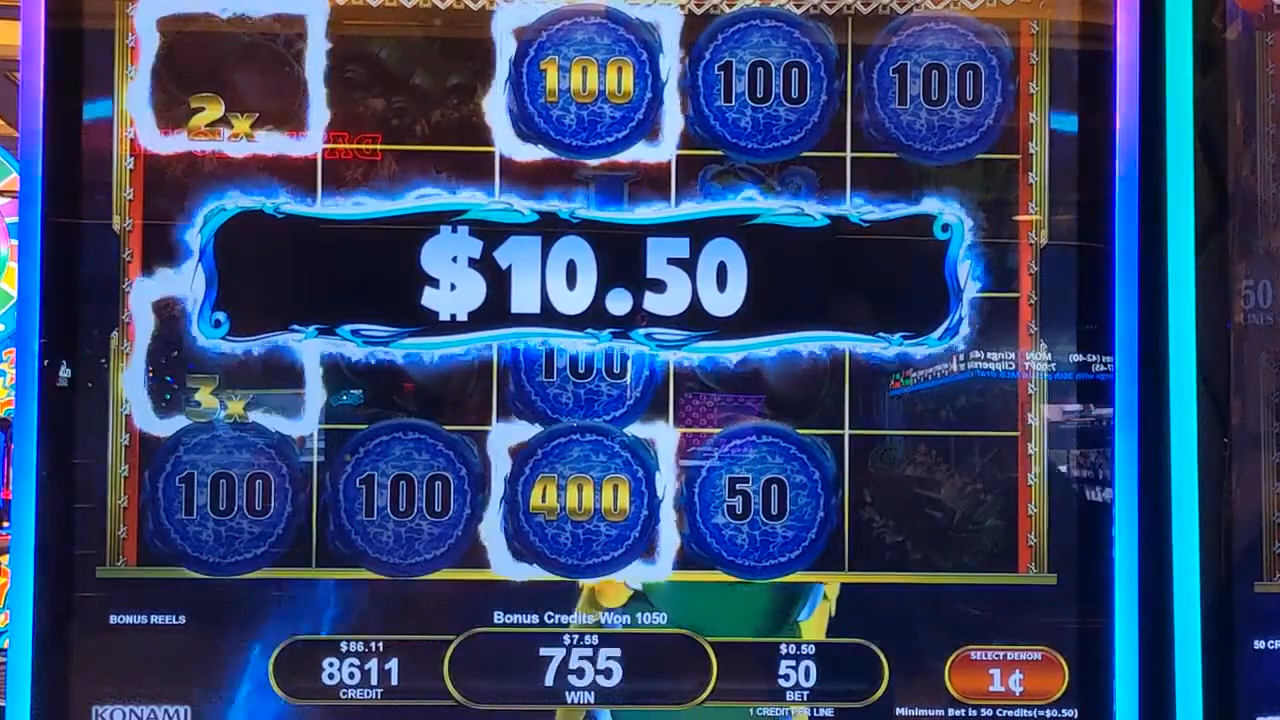 2x
100
100
100
$10.50
100
3x
100
100
400
50
BONUS REELS
Bonus Credits Won 1050
$86.11
8611
CREDIT
$7.55
755
WIN
$0.50
50
BET
SELECT DENOM
1¢
1 CREDIT PER LINE
Minimum Bet is 50 Credits(=$0.50)
KONAMI
50
LINES
50 CR